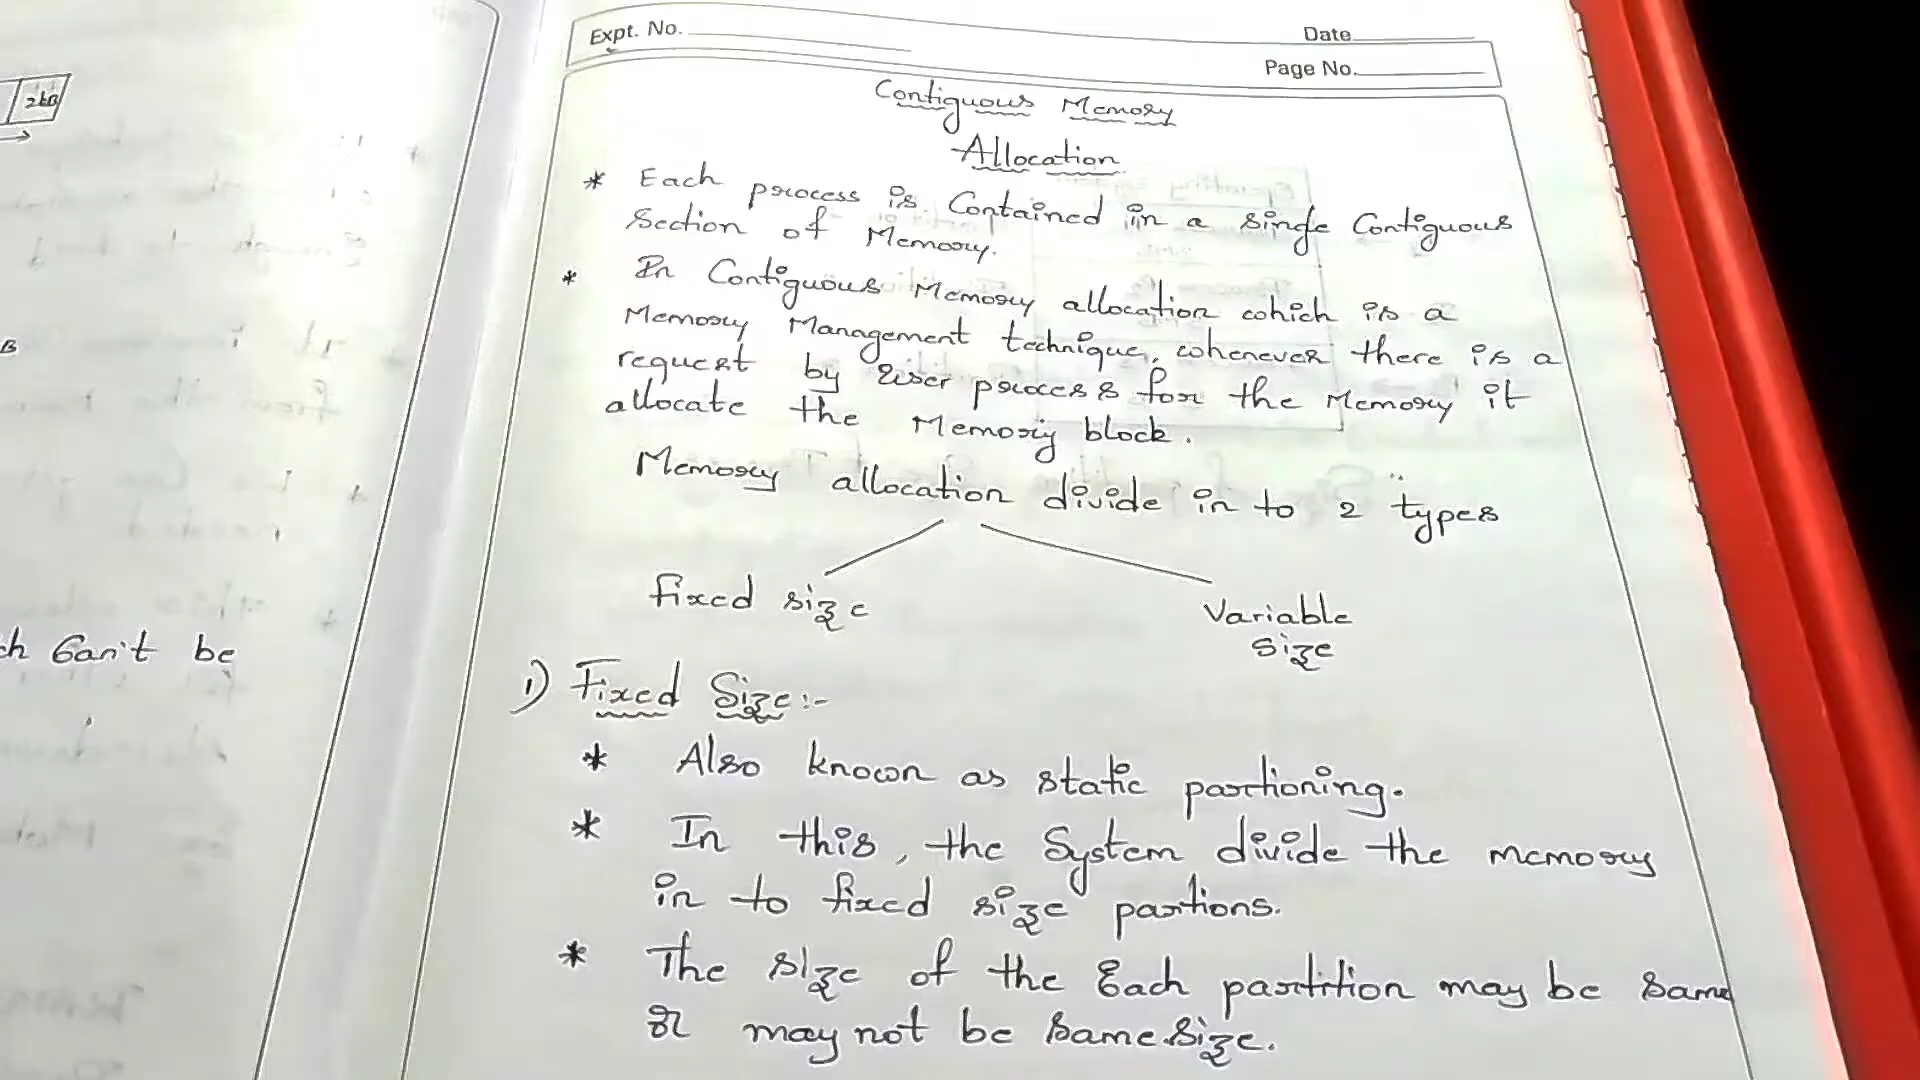 2kB
B
ch Can't be
Expt. No.
Date
Page No.
Contiguous Memory
Allocation
* Each process is Contained in a single Contiguous
Section of Memory.
* In Contiguous Memory allocation which is a
Memory Management technique, whenever there is a
request by user process for the Memory it
allocate the Memory block.
Memory allocation divide in to 2 types
fixed size
Variable
size
1) Fixed Size:-
* Also known as static partioning.
* In this, the System divide the memory
in to fixed size partions.
* The size of the Each partition may be same
or may not be same size.